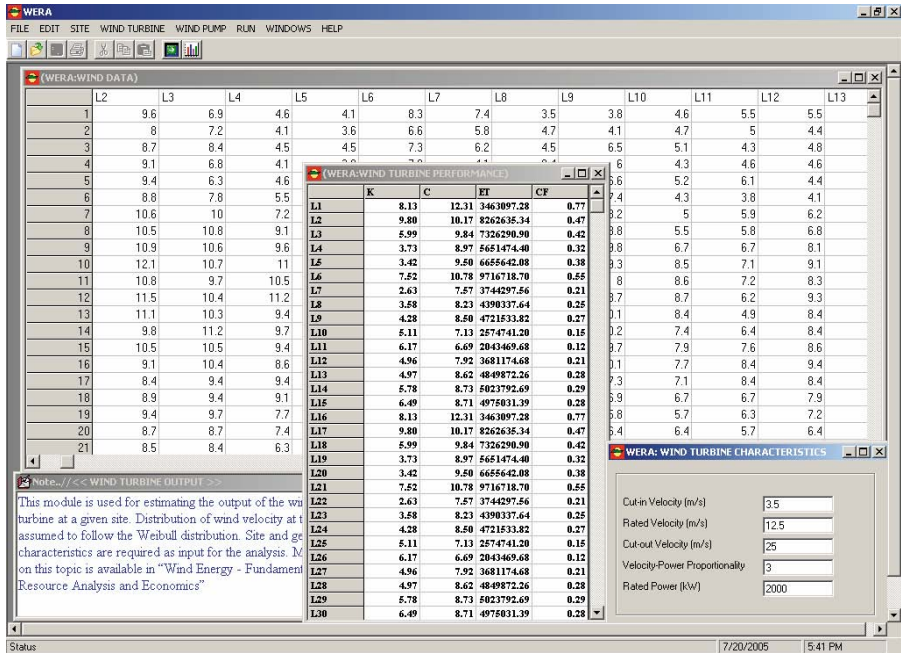 WERA
FILE EDIT SITE WIND TURBINE WIND PUMP RUN WINDOWS HELP
(WERA:WIND DATA)
L2 L3 L4 L5 L6 L7 L8 L9 L10 L11 L12 L13
1 9.6 6.9 4.6 4.1 8.3 7.4 3.5 3.8 4.6 5.5 5.5
2 8 7.2 4.1 3.6 6.6 5.8 4.7 4.1 4.7 5 4.4
3 8.7 8.4 4.5 4.5 7.3 6.2 4.5 6.5 5.1 4.3 4.8
4 9.1 6.8 4.1 6 4.3 4.6 4.6
5 9.4 6.3 4.6 5.2 6.1 4.4
6 8.8 7.8 5.5 4.3 3.8 4.1
7 10.6 10 7.2 5 5.9 6.2
8 10.5 10.8 9.1 5.5 5.8 6.8
9 10.9 10.6 9.6 6.7 6.7 8.1
10 12.1 10.7 11 8.5 7.1 9.1
11 10.8 9.7 10.5 8 8.6 7.2 8.3
12 11.5 10.4 11.2 8.7 6.2 9.3
13 11.1 10.3 9.4 8.4 4.9 8.4
14 9.8 11.2 9.7 7.4 6.4 8.4
15 10.5 10.5 9.4 7.9 7.6 8.6
16 9.1 10.4 8.6 7.7 8.4 9.4
17 8.4 9.4 9.4 7.1 8.4 8.4
18 8.9 9.4 9.1 6.7 6.7 7.9
19 9.4 9.7 7.7 5.7 6.3 7.2
20 8.7 8.7 7.4 6.4 5.7 6.4
21 8.5 8.4 6.3
(WERA:WIND TURBINE PERFORMANCE)
K C ET CF
L1 8.13 12.31 3463097.28 0.77
L2 9.80 10.17 8262635.34 0.47
L3 5.99 9.84 7326290.90 0.42
L4 3.73 8.97 5651474.40 0.32
L5 3.42 9.50 6655642.08 0.38
L6 7.52 10.78 9716718.70 0.55
L7 2.63 7.57 3744297.56 0.21
L8 3.58 8.23 4390337.64 0.25
L9 4.28 8.50 4721533.82 0.27
L10 5.11 7.13 2574741.20 0.15
L11 6.17 6.69 2043469.68 0.12
L12 4.96 7.92 3681174.68 0.21
L13 4.97 8.62 4849872.26 0.28
L14 5.78 8.73 5023792.69 0.29
L15 6.49 8.71 4975031.39 0.28
L16 8.13 12.31 3463097.28 0.77
L17 9.80 10.17 8262635.34 0.47
L18 5.99 9.84 7326290.90 0.42
L19 3.73 8.97 5651474.40 0.32
L20 3.42 9.50 6655642.08 0.38
L21 7.52 10.78 9716718.70 0.55
L22 2.63 7.57 3744297.56 0.21
L23 3.58 8.23 4390337.64 0.25
L24 4.28 8.50 4721533.82 0.27
L25 5.11 7.13 2574741.20 0.15
L26 6.17 6.69 2043469.68 0.12
L27 4.96 7.92 3681174.68 0.21
L28 4.97 8.62 4849872.26 0.28
L29 5.78 8.73 5023792.69 0.29
L30 6.49 8.71 4975031.39 0.28
WERA: WIND TURBINE CHARACTERISTICS
Cut-in Velocity (m/s) 3.5
Rated Velocity (m/s) 12.5
Cut-out Velocity (m/s) 25
Velocity-Power Proportionality 3
Rated Power (kW) 2000
Note..//<< WIND TURBINE OUTPUT >>
This module is used for estimating the output of the wi
turbine at a given site. Distribution of wind velocity at t
assumed to follow the Weibull distribution. Site and ge
characteristics are required as input for the analysis. M
on this topic is available in "Wind Energy - Fundament
Resource Analysis and Economics"
Status 7/20/2005 5:41 PM